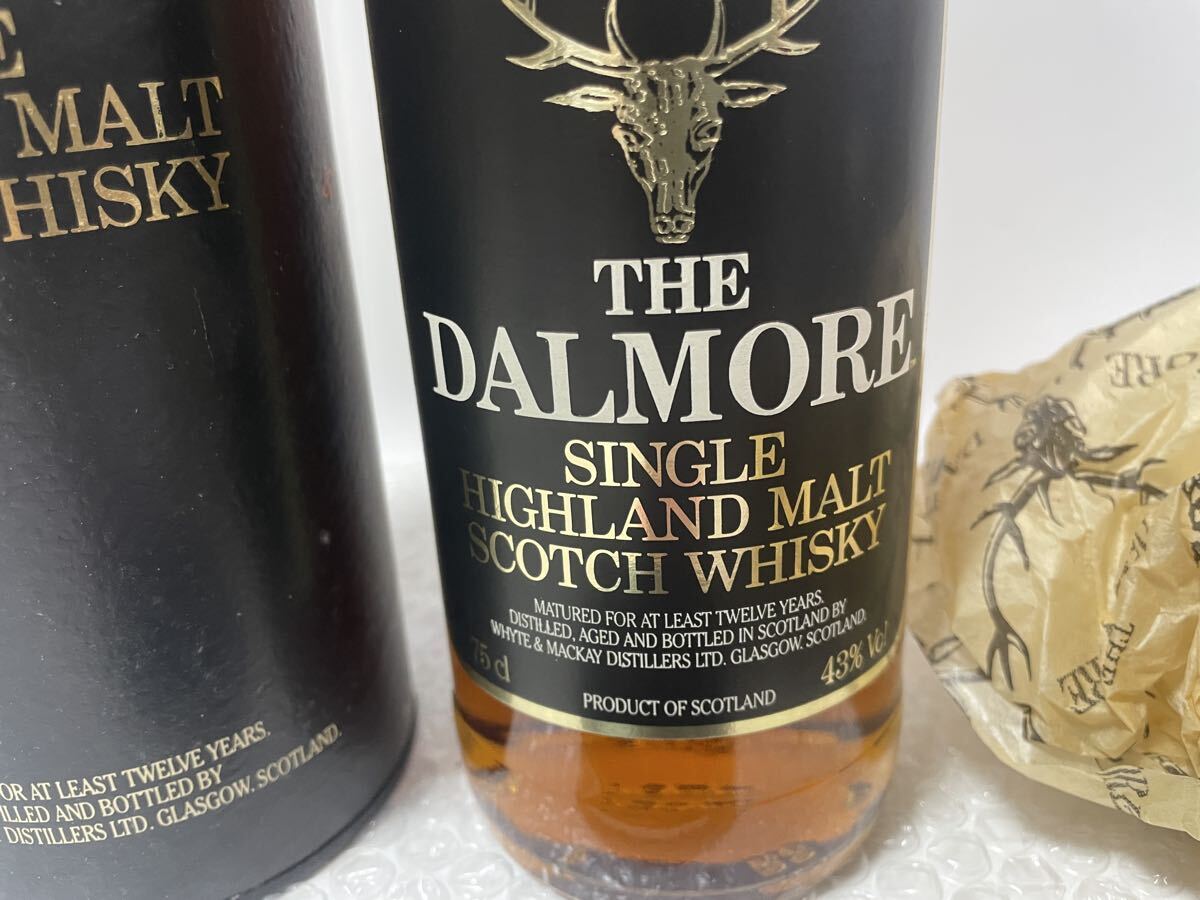 E
MALT
HISKY
OR AT LEAST TWELVE YEARS.
ILLED AND BOTTLED BY
DISTILLERS LTD. GLASGOW. SCOTLAND.
THE
DALMORE
SINGLE
HIGHLAND MALT
SCOTCH WHISKY
MATURED FOR AT LEAST TWELVE YEARS.
DISTILLED, AGED AND BOTTLED IN SCOTLAND BY
WHYTE & MACKAY DISTILLERS LTD. GLASGOW. SCOTLAND.
75 cl
43% Vol
PRODUCT OF SCOTLAND